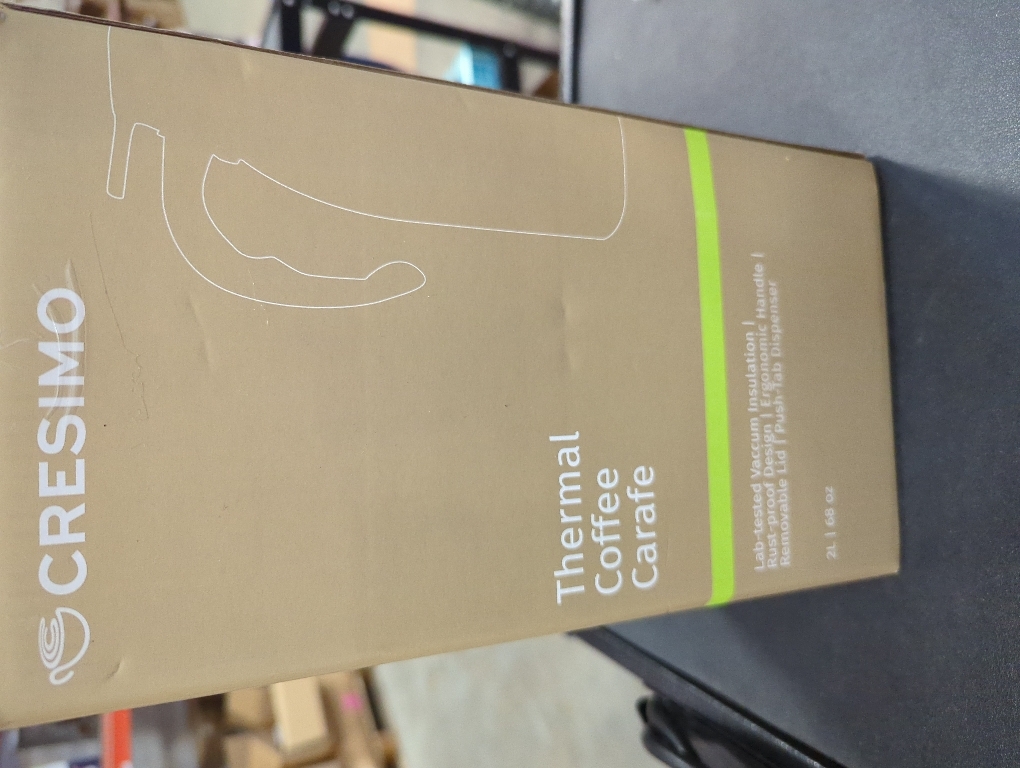 CRESIMO
Thermal
Coffee
Carafe
Lab-tested Vaccum Insulation |
Rust-proof Design | Ergonomic Handle |
Removable Lid | Push-Tab Dispenser
2L | 68 oz